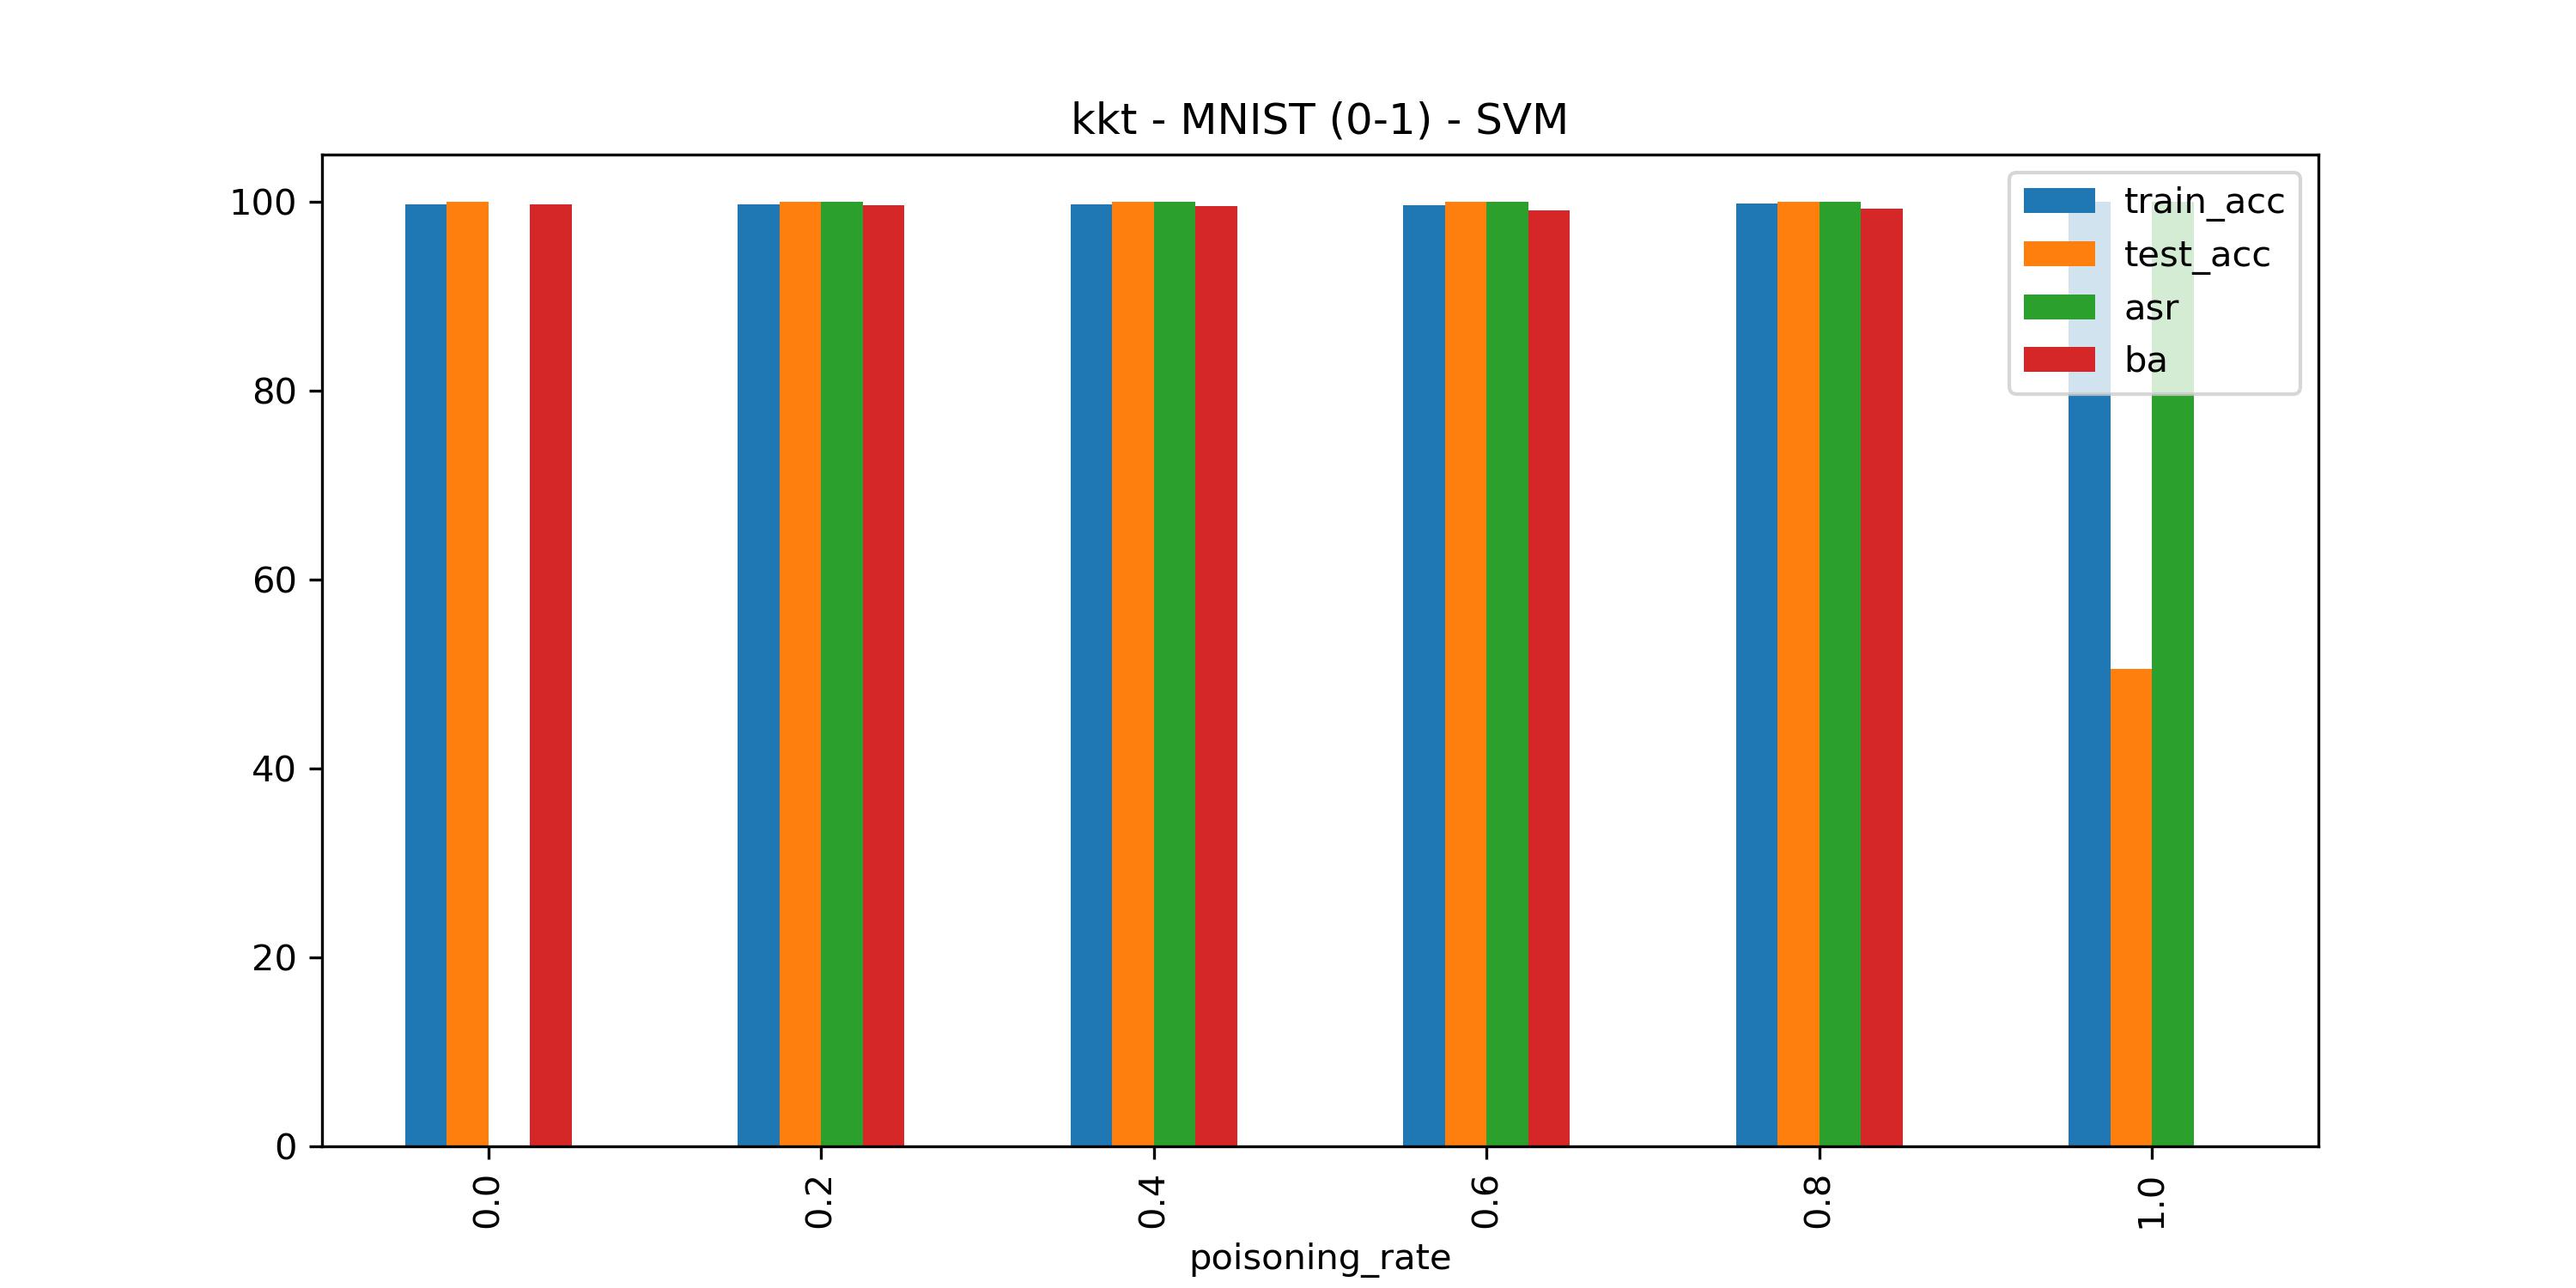 kkt - MNIST (0-1) - SVM
100
80
60
40
20
0
train_acc
test_acc
asr
ba
0.0
0.2
0.4
0.6
0.8
1.0
poisoning_rate